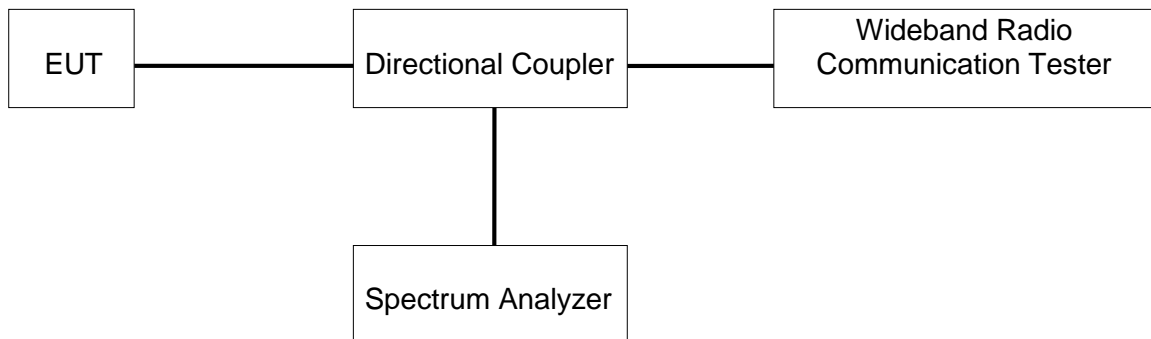 EUT
Directional Coupler
Wideband Radio
Communication Tester
Spectrum Analyzer